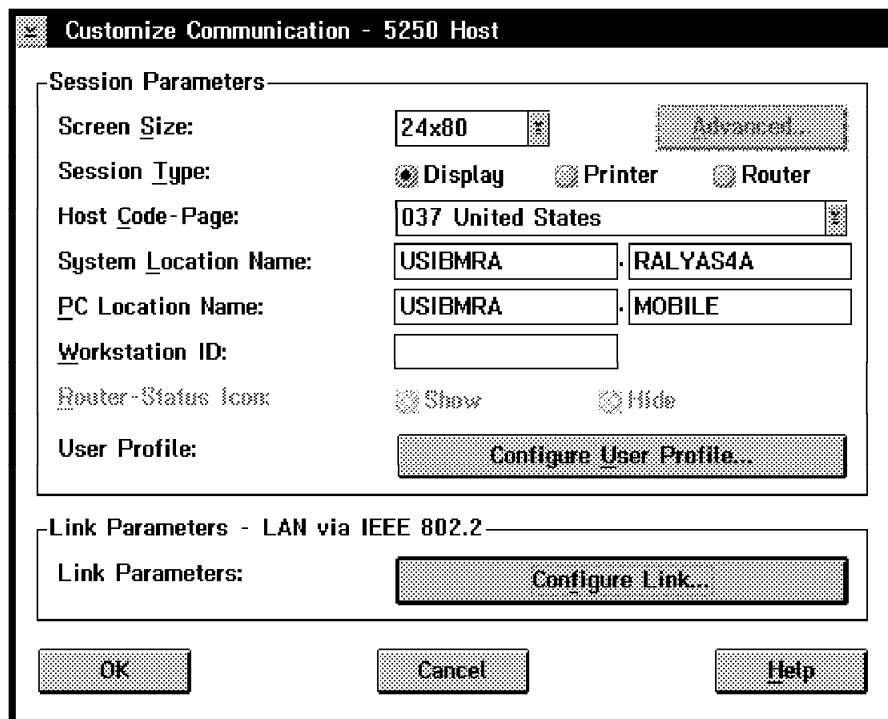 Customize Communication - 5250 Host
Session Parameters
Screen Size: 24x80 Advanced...
Session Type: Display Printer Router
Host Code-Page: 037 United States
System Location Name: USIBMRA . RALYAS4A
PC Location Name: USIBMRA . MOBILE
Workstation ID:
Router-Status Icon: Show Hide
User Profile: Configure User Profile...
Link Parameters - LAN via IEEE 802.2
Link Parameters: Configure Link...
OK Cancel Help